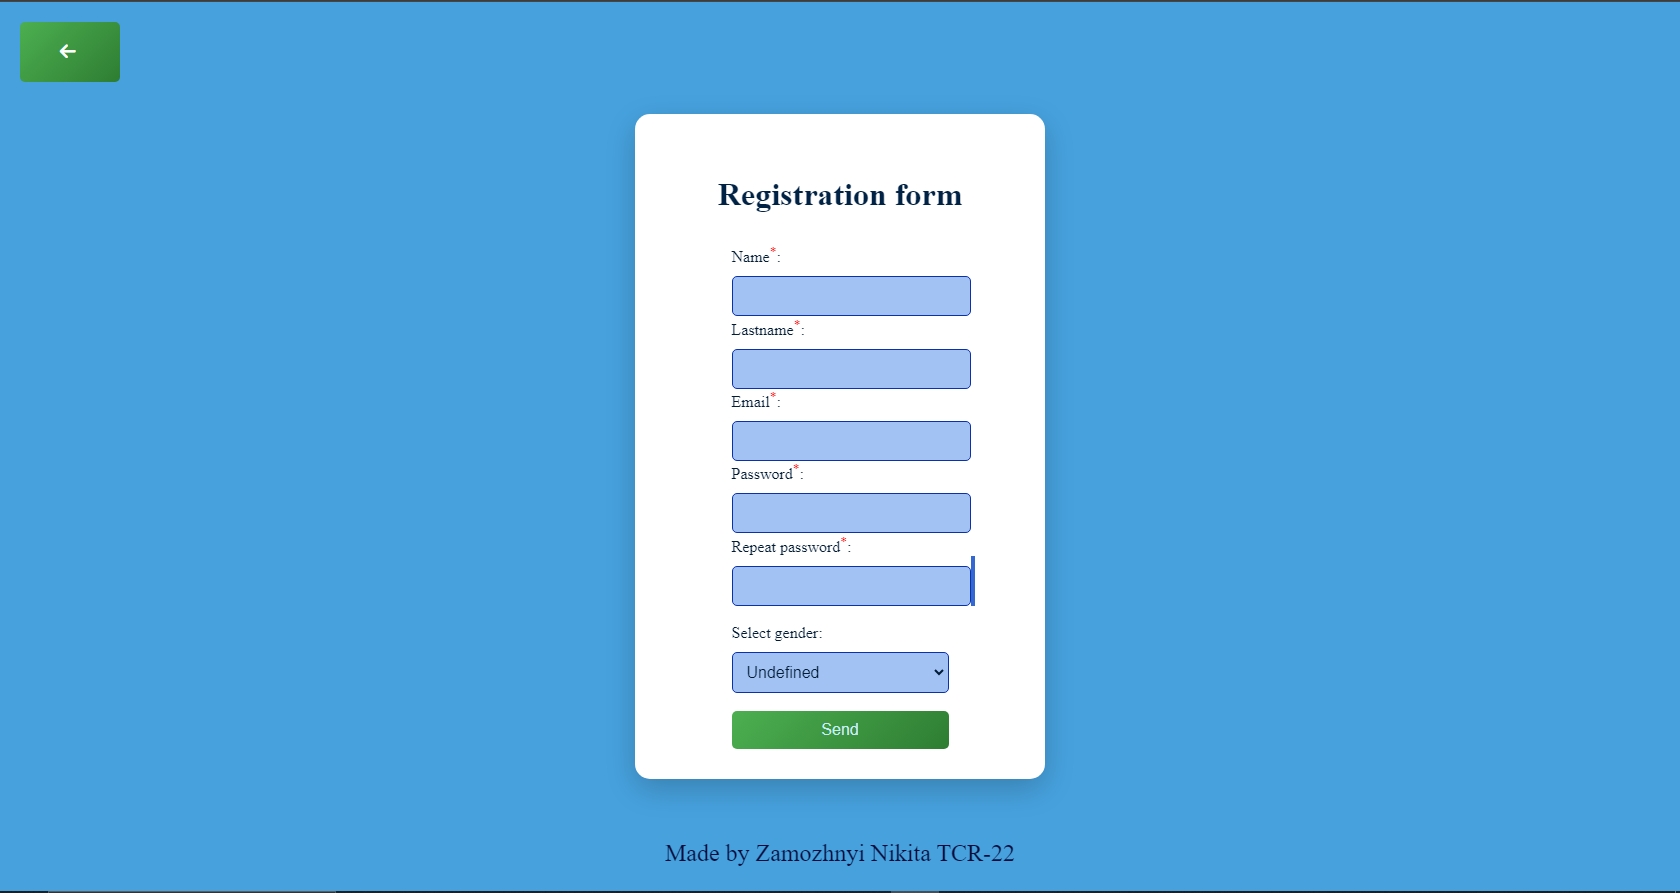 Registration form
Name*:
Lastname*:
Email*:
Password*:
Repeat password*:
Select gender:
Undefined
Send
Made by Zamozhnyi Nikita TCR-22